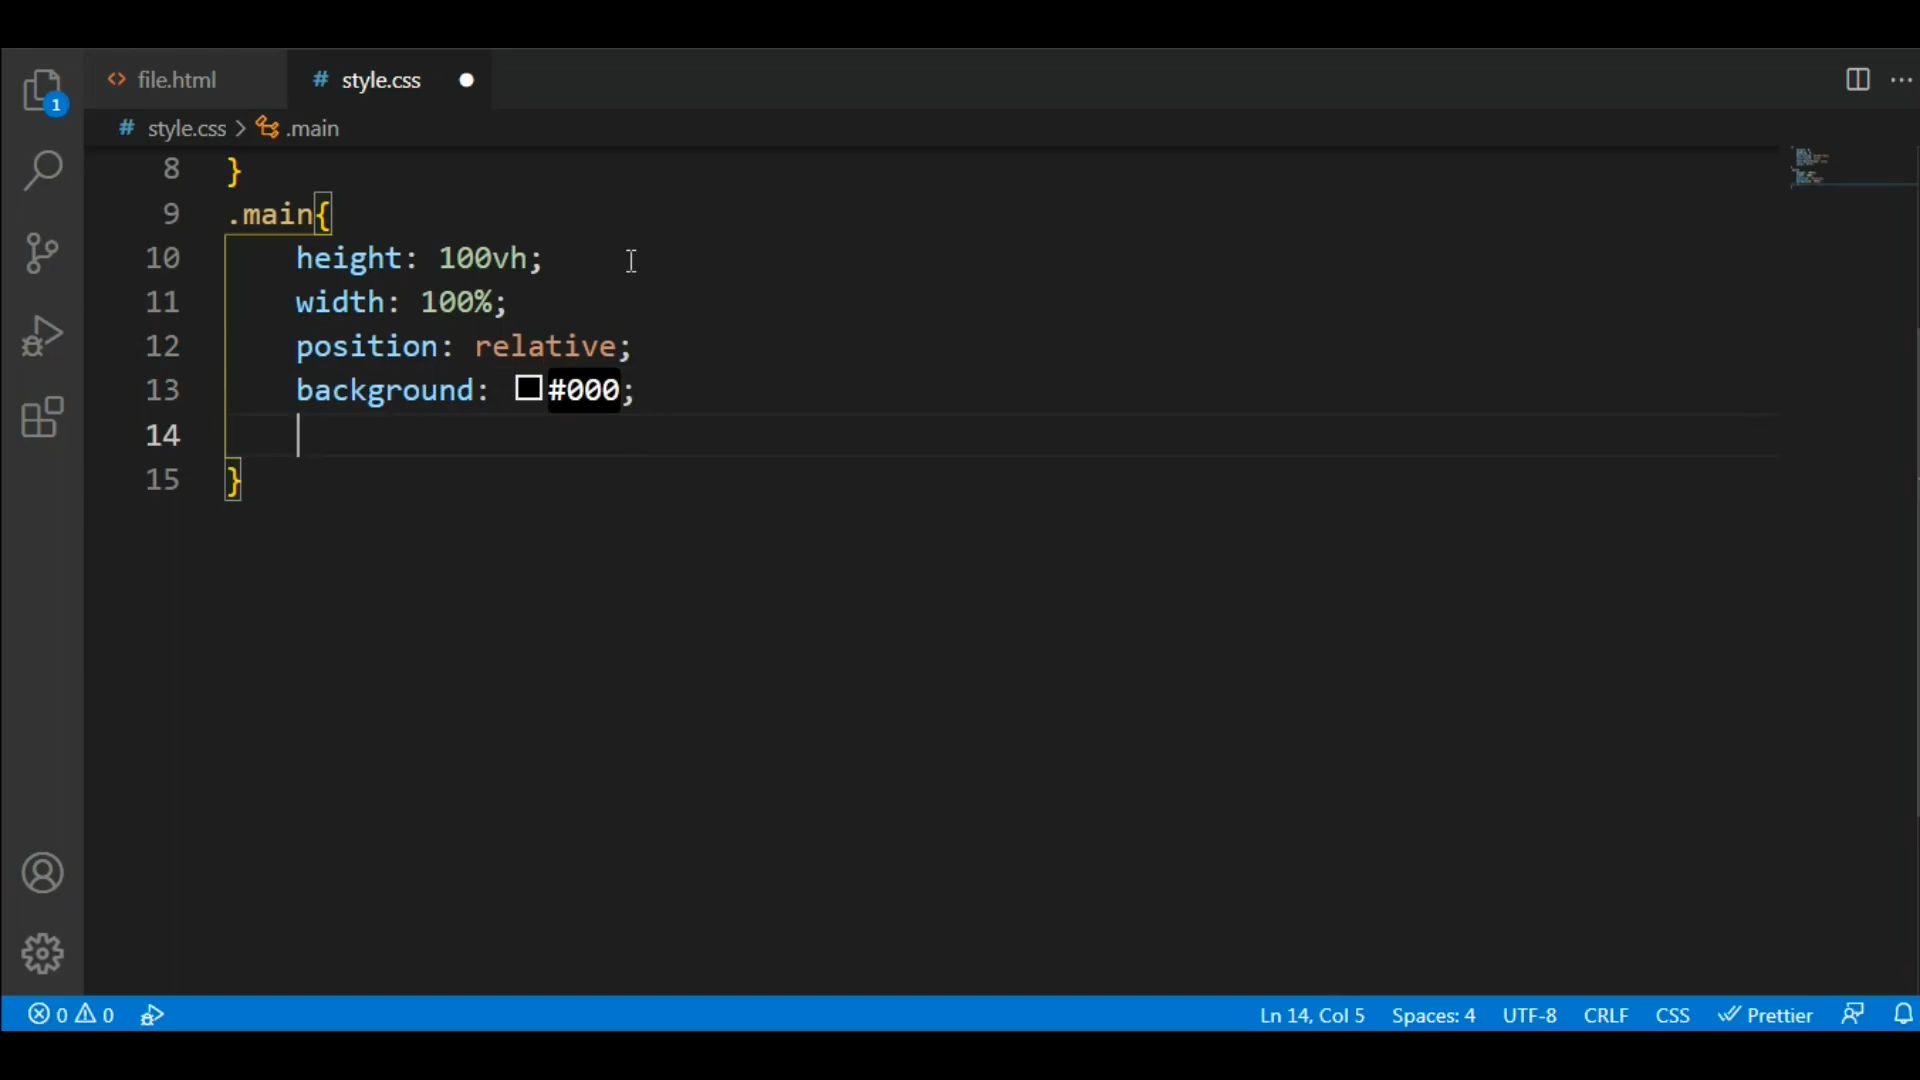 file.html
# style.css
1
# style.css > .main
8 }
9 .main{
10 height: 100vh;
11 width: 100%;
12 position: relative;
13 background: #000;
14
15 }
0 0 Ln 14, Col 5 Spaces: 4 UTF-8 CRLF CSS Prettier